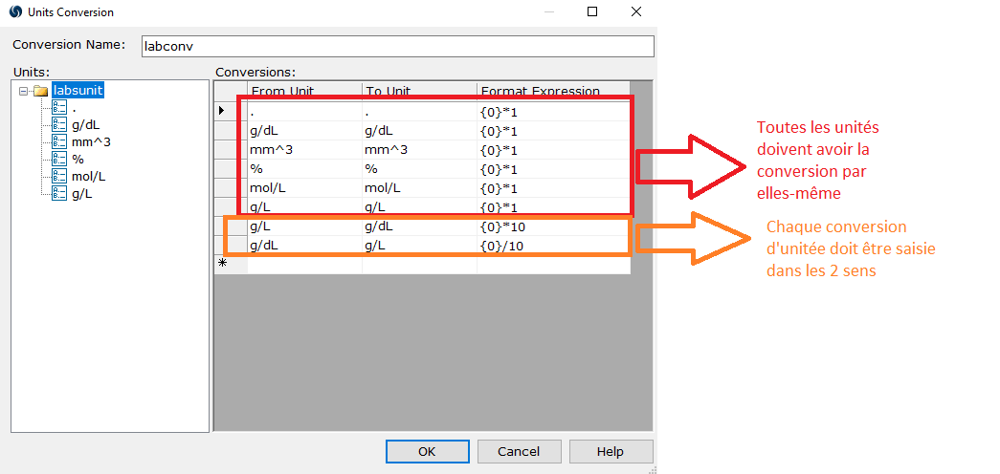 Units Conversion
Conversion Name: labconv
Units:
labsunit
.
g/dL
mm^3
%
mol/L
g/L
Conversions:
From Unit To Unit Format Expression
. . {0}*1
g/dL g/dL {0}*1
mm^3 mm^3 {0}*1
% % {0}*1
mol/L mol/L {0}*1
g/L g/L {0}*1
g/L g/dL {0}*10
g/dL g/L {0}/10
Toutes les unités
doivent avoir la
conversion par
elles-même
Chaque conversion
d'unitée doit être saisie
dans les 2 sens
OK Cancel Help